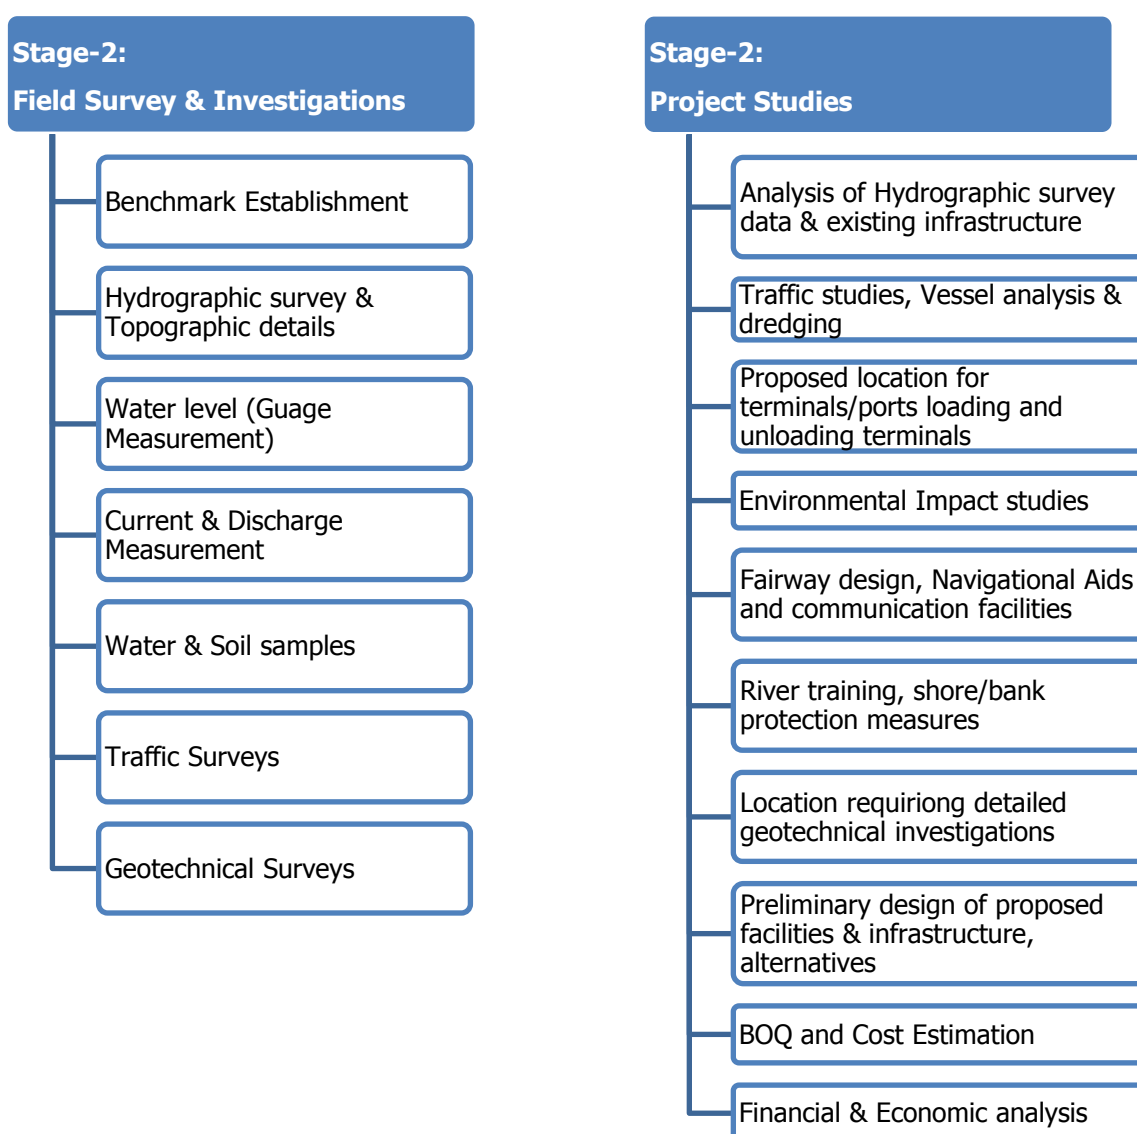 Stage-2:
Field Survey & Investigations
Benchmark Establishment
Hydrographic survey &
Topographic details
Water level (Guage
Measurement)
Current & Discharge
Measurement
Water & Soil samples
Traffic Surveys
Geotechnical Surveys
Stage-2:
Project Studies
Analysis of Hydrographic survey
data & existing infrastructure
Traffic studies, Vessel analysis &
dredging
Proposed location for
terminals/ports loading and
unloading terminals
Environmental Impact studies
Fairway design, Navigational Aids
and communication facilities
River training, shore/bank
protection measures
Location requiriong detailed
geotechnical investigations
Preliminary design of proposed
facilities & infrastructure,
alternatives
BOQ and Cost Estimation
Financial & Economic analysis